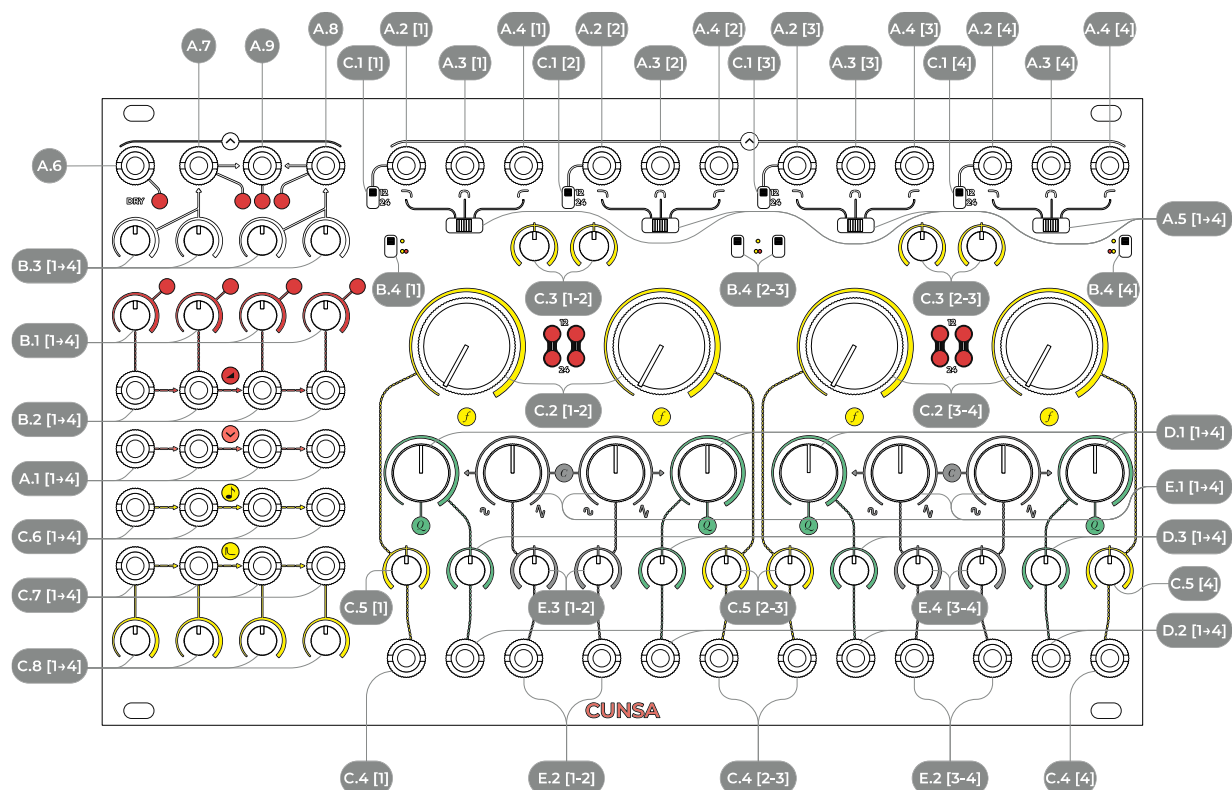 A.8
A.2 [1]
A.4 [1]
A.2 [2]
A.4 [2]
A.2 [3]
A.4 [3]
A.2 [4]
A.4 [4]
A.7
A.9
C.1 [1]
A.3 [1]
C.1 [2]
A.3 [2]
C.1 [3]
A.3 [3]
C.1 [4]
A.3 [4]
A.6
DRY
12
24
12
24
12
24
12
24
A.5 [1→4]
B.3 [1→4]
B.4 [1]
C.3 [1-2]
B.4 [2-3]
C.3 [2-3]
B.4 [4]
B.1 [1→4]
12
24
12
24
B.2 [1→4]
C.2 [1-2]
C.2 [3-4]
f
f
f
f
D.1 [1→4]
A.1 [1→4]
C
C
E.1 [1→4]
C.6 [1→4]
Q
Q
Q
Q
D.3 [1→4]
C.7 [1→4]
C.5 [1]
E.3 [1-2]
C.5 [2-3]
E.4 [3-4]
C.5 [4]
D.2 [1→4]
C.8 [1→4]
CUNSA
C.4 [1]
E.2 [1-2]
C.4 [2-3]
E.2 [3-4]
C.4 [4]